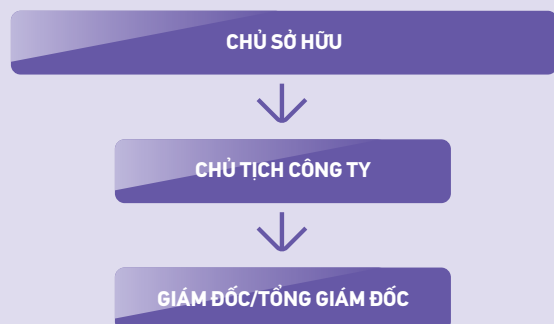 CHỦ SỞ HỮU
CHỦ TỊCH CÔNG TY
GIÁM ĐỐC/TỔNG GIÁM ĐỐC